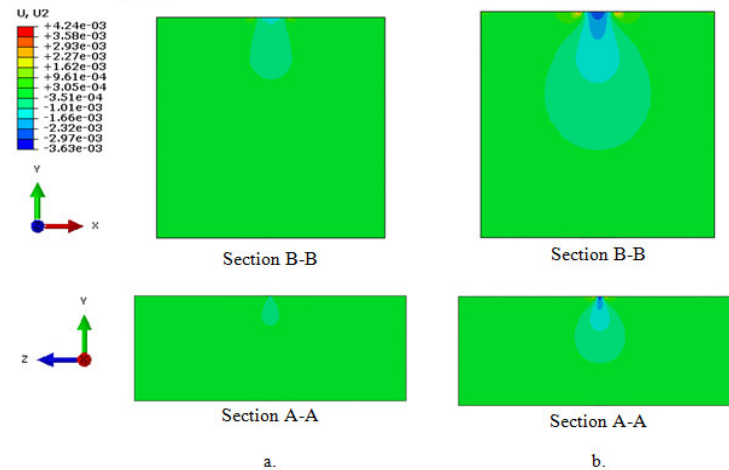 U, U2
+4.24e-03
+3.58e-03
+2.93e-03
+2.27e-03
+1.62e-03
+9.61e-04
+3.05e-04
-3.51e-04
-1.01e-03
-1.66e-03
-2.32e-03
-2.97e-03
-3.63e-03
Y
X
Section B-B
Section B-B
Y
Z
Section A-A
Section A-A
a.
b.